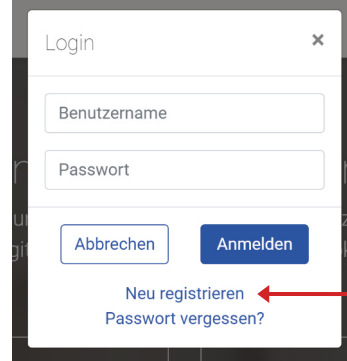 Login ×
Benutzername
Passwort
Abbrechen Anmelden
Neu registrieren
Passwort vergessen?